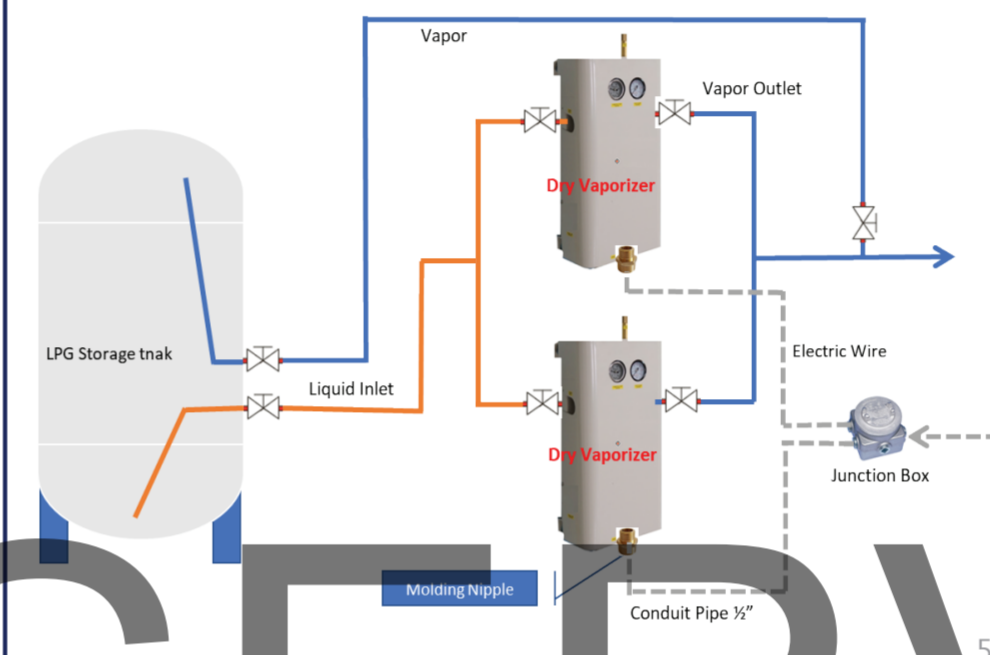 Vapor
Vapor Outlet
Dry Vaporizer
LPG Storage tnak
Liquid Inlet
Electric Wire
Dry Vaporizer
Junction Box
Molding Nipple
Conduit Pipe ½”
5